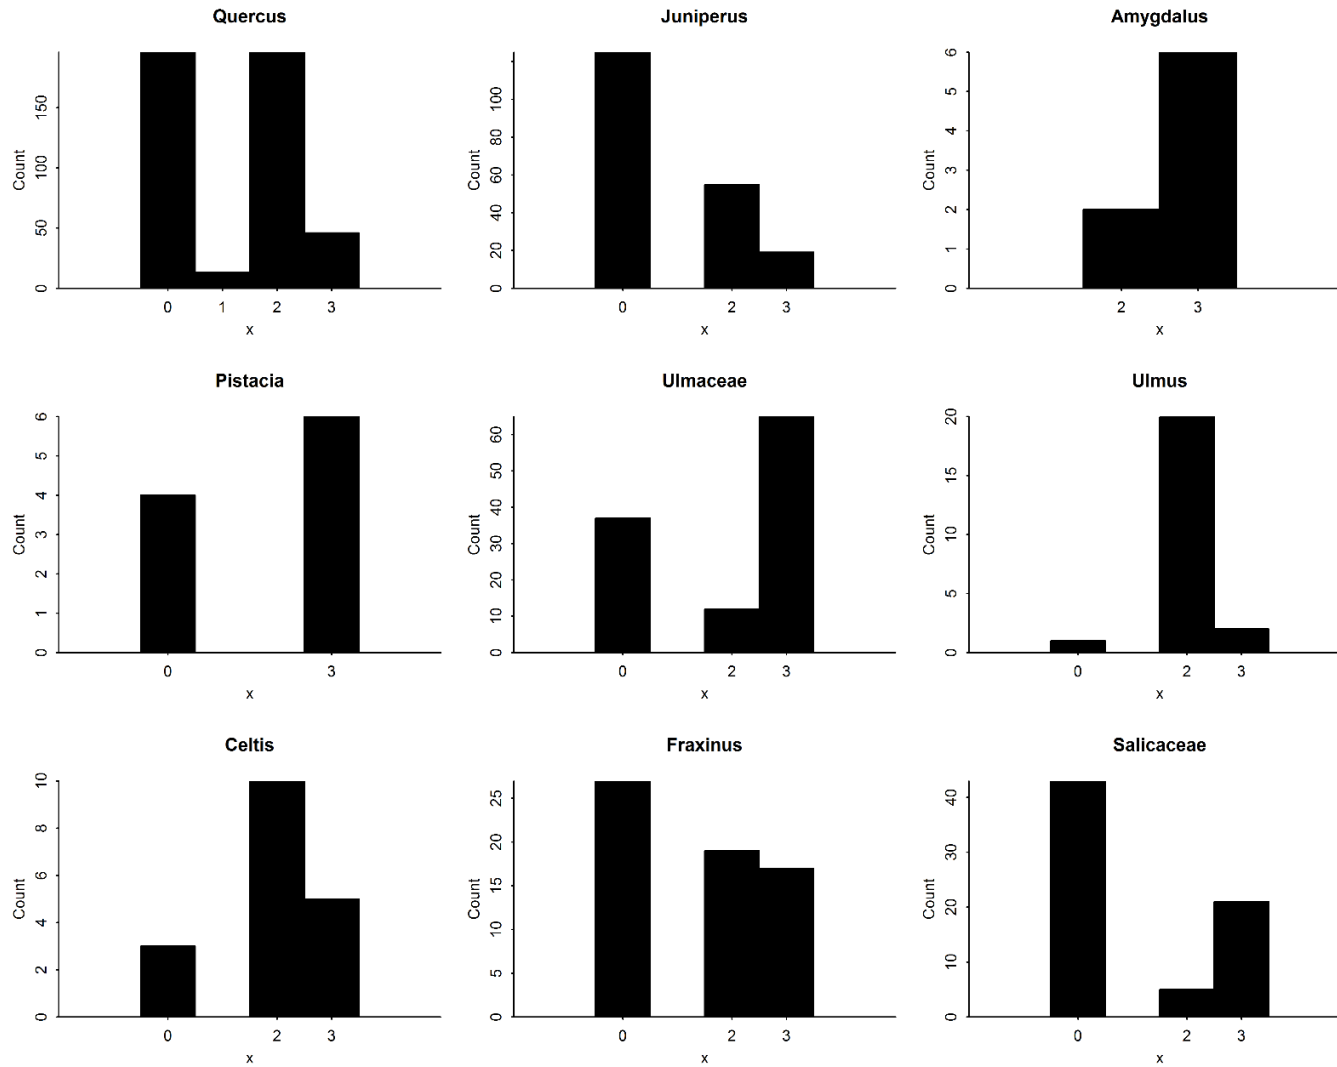 Quercus
Count
0
50
100
150
0 1 2 3
x
Juniperus
Count
0
20
40
60
80
100
0 2 3
x
Amygdalus
Count
0
1
2
3
4
5
6
2 3
x
Pistacia
Count
0
1
2
3
4
5
6
0 3
x
Ulmaceae
Count
0
10
20
30
40
50
60
0 2 3
x
Ulmus
Count
0
5
10
15
20
0 2 3
x
Celtis
Count
0
2
4
6
8
10
0 2 3
x
Fraxinus
Count
0
5
10
15
20
25
0 2 3
x
Salicaceae
Count
0
10
20
30
40
0 2 3
x